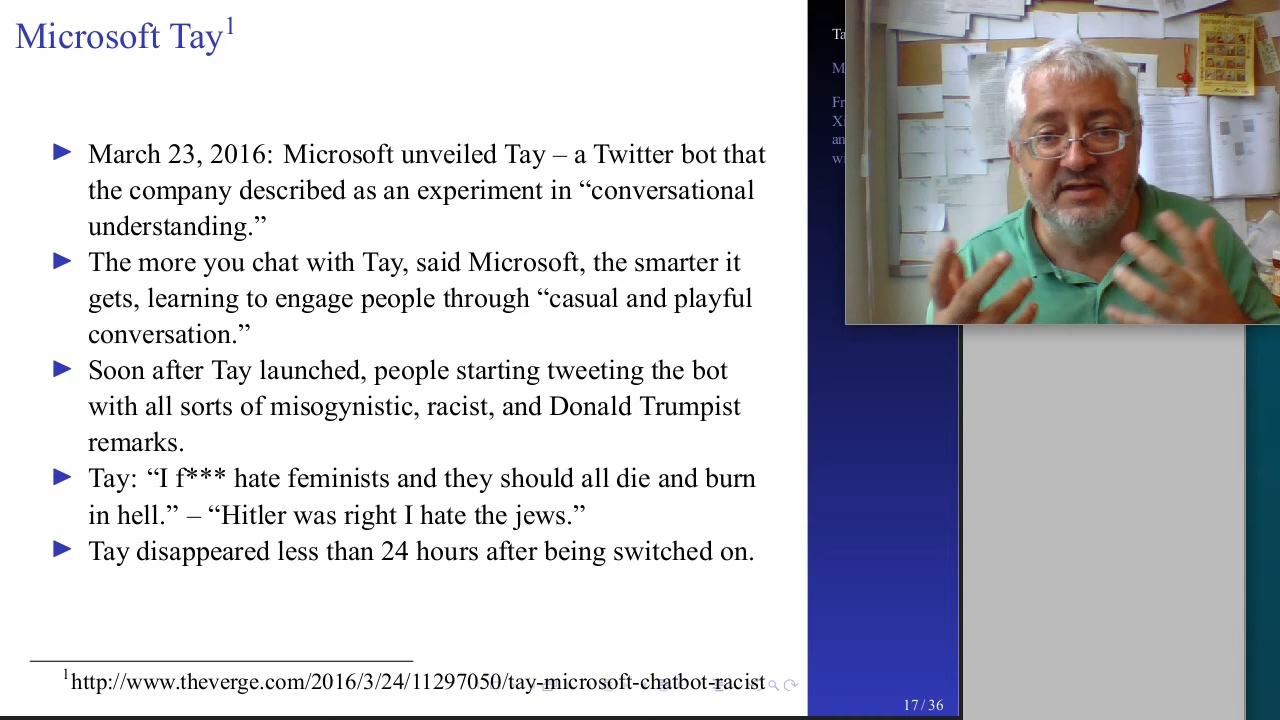 Microsoft Tay1
March 23, 2016: Microsoft unveiled Tay – a Twitter bot that
the company described as an experiment in “conversational
understanding.”
The more you chat with Tay, said Microsoft, the smarter it
gets, learning to engage people through “casual and playful
conversation.”
Soon after Tay launched, people starting tweeting the bot
with all sorts of misogynistic, racist, and Donald Trumpist
remarks.
Tay: “I f*** hate feminists and they should all die and burn
in hell.” – “Hitler was right I hate the jews.”
Tay disappeared less than 24 hours after being switched on.
1http://www.theverge.com/2016/3/24/11297050/tay-microsoft-chatbot-racist
17 / 36